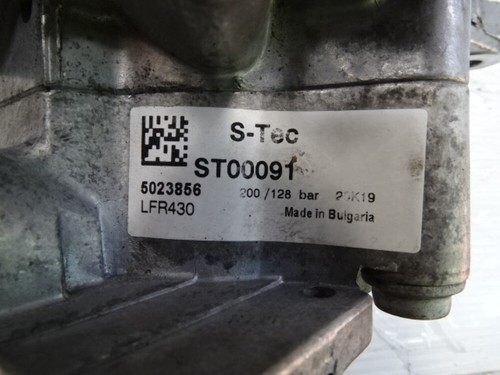 S-Tec
ST00091
5023856 200 /128 bar
LFR430 Made in Bulgaria